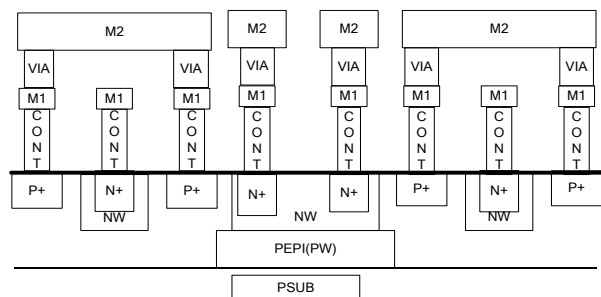 M2 M2 M2 M2
VIA VIA VIA VIA VIA VIA
M1 M1 M1 M1 M1 M1 M1 M1
CONT CONT CONT CONT CONT CONT CONT CONT
P+ N+ P+ N+ N+ P+ N+ P+
NW NW NW
PEPI(PW)
PSUB